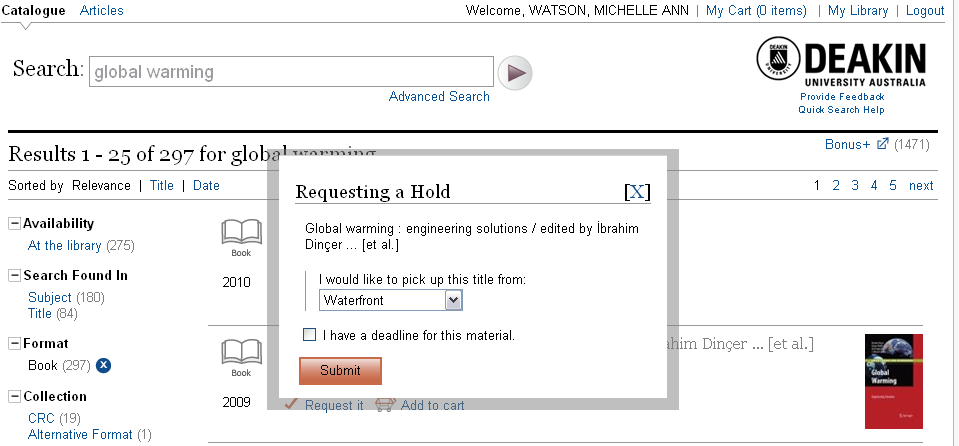 Catalogue Articles Welcome, WATSON, MICHELLE ANN | My Cart (0 items) | My Library | Logout
Search: global warming
Advanced Search
DEAKIN
UNIVERSITY AUSTRALIA
Provide Feedback
Quick Search Help
Results 1 - 25 of 297 for global warming
Bonus+ (1471)
Sorted by Relevance | Title | Date
1 2 3 4 5 next
Availability
At the library (275)
Search Found In
Subject (180)
Title (84)
Format
Book (297) X
Collection
CRC (19)
Alternative Format (1)
Book
2010
Requesting a Hold [X]
Global warming : engineering solutions / edited by İbrahim
Dinçer ... [et al.]
I would like to pick up this title from:
Waterfront
I have a deadline for this material.
Submit
Book
2009
ahim Dinçer ... [et al.]
Request it Add to cart
Global
Warming